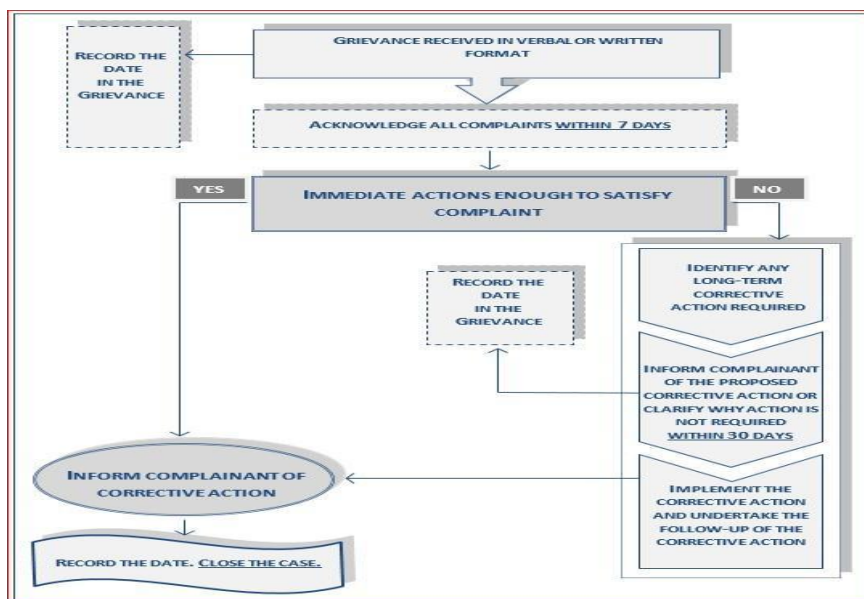 GRIEVANCE RECEIVED IN VERBAL OR WRITTEN
FORMAT
RECORD THE
DATE
IN THE
GRIEVANCE
ACKNOWLEDGE ALL COMPLAINTS WITHIN 7 DAYS
YES
IMMEDIATE ACTIONS ENOUGH TO SATISFY
COMPLAINT
NO
IDENTIFY ANY
LONG-TERM
CORRECTIVE
ACTION REQUIRED
RECORD THE
DATE
IN THE
GRIEVANCE
INFORM COMPLAINANT
OF THE PROPOSED
CORRECTIVE ACTION OR
CLARIFY WHY ACTION IS
NOT REQUIRED
WITHIN 30 DAYS
IMPLEMENT THE
CORRECTIVE ACTION
AND UNDERTAKE THE
FOLLOW-UP OF THE
CORRECTIVE ACTION
INFORM COMPLAINANT OF
CORRECTIVE ACTION
RECORD THE DATE. CLOSE THE CASE.